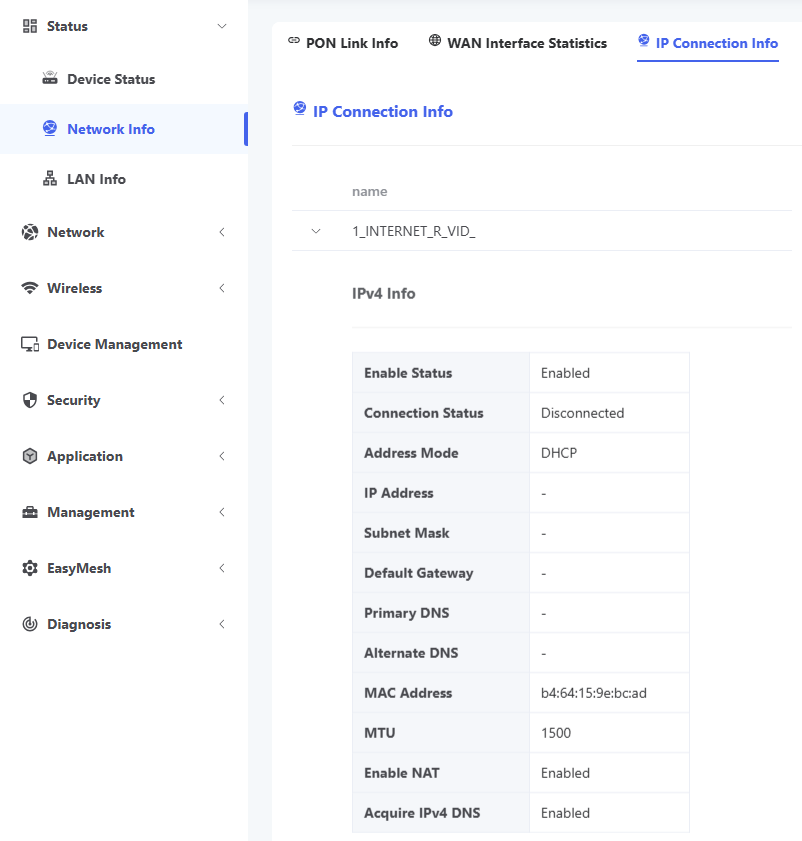 Status
Device Status
Network Info
LAN Info
Network
Wireless
Device Management
Security
Application
Management
EasyMesh
Diagnosis
PON Link Info WAN Interface Statistics IP Connection Info
IP Connection Info
name
1_INTERNET_R_VID_
IPv4 Info
Enable Status Enabled
Connection Status Disconnected
Address Mode DHCP
IP Address -
Subnet Mask -
Default Gateway -
Primary DNS -
Alternate DNS -
MAC Address b4:64:15:9e:bc:ad
MTU 1500
Enable NAT Enabled
Acquire IPv4 DNS Enabled